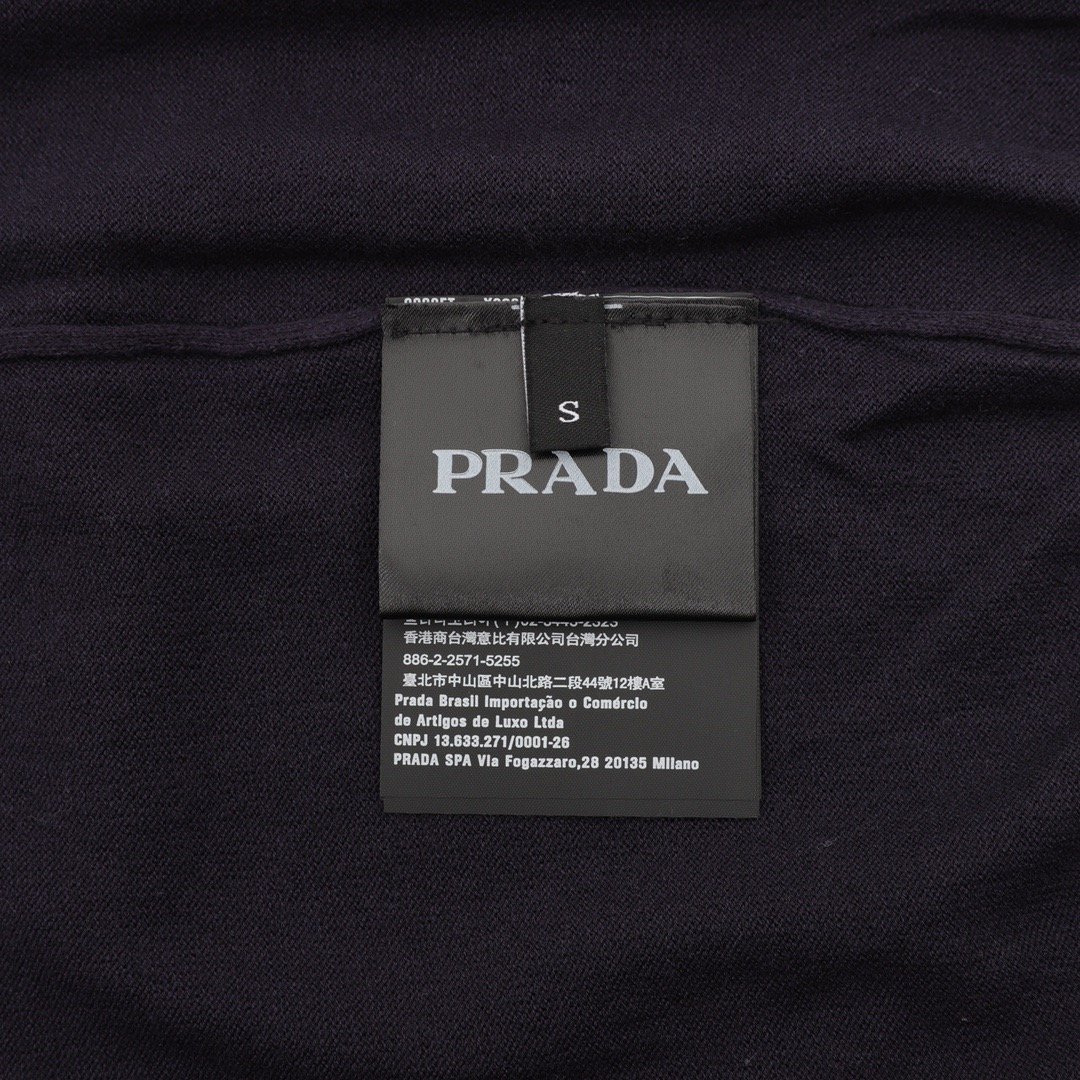 S
PRADA
香港商台灣意比有限公司台灣分公司
886-2-2571-5255
臺北市中山區中山北路二段44號12樓A室
Prada Brasil Importação o Comércio
de Artigos de Luxo Ltda
CNPJ 13.633.271/0001-26
PRADA SPA Via Fogazzaro,28 20135 Milano